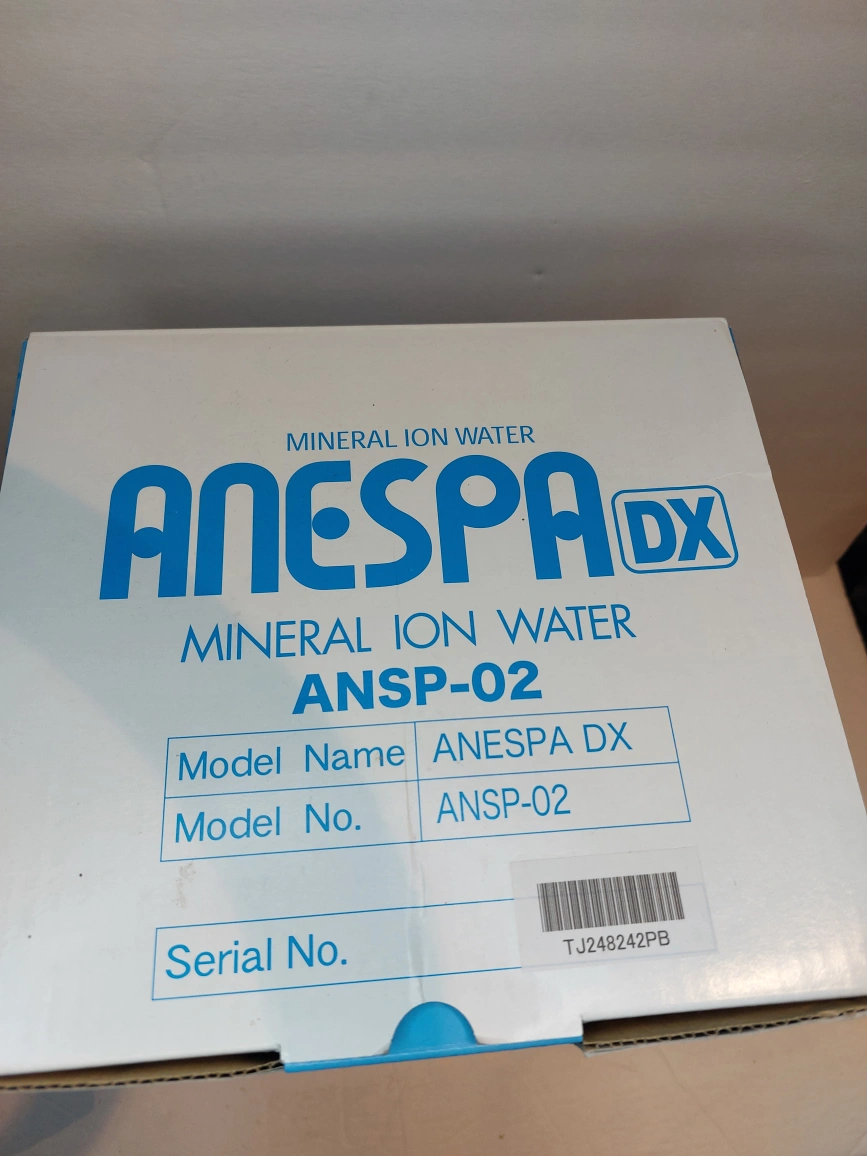 MINERAL ION WATER
ANESPA DX
MINERAL ION WATER
ANSP-02
Model Name ANESPA DX
Model No. ANSP-02
TJ248242PB
Serial No.